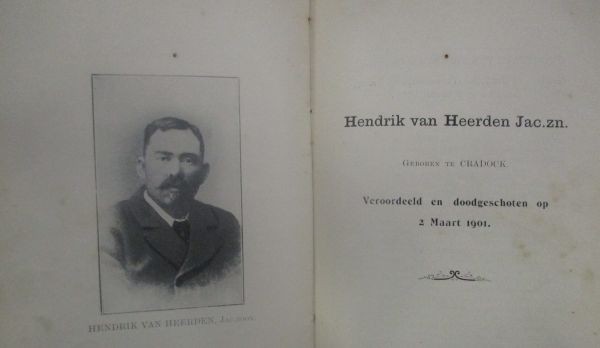 HENDRIK VAN HEERDEN, JAC.ZOON.
Hendrik van Heerden Jac.zn.
GEBOREN TE CRADOCK.
Veroordeeld en doodgeschoten op
2 Maart 1901.